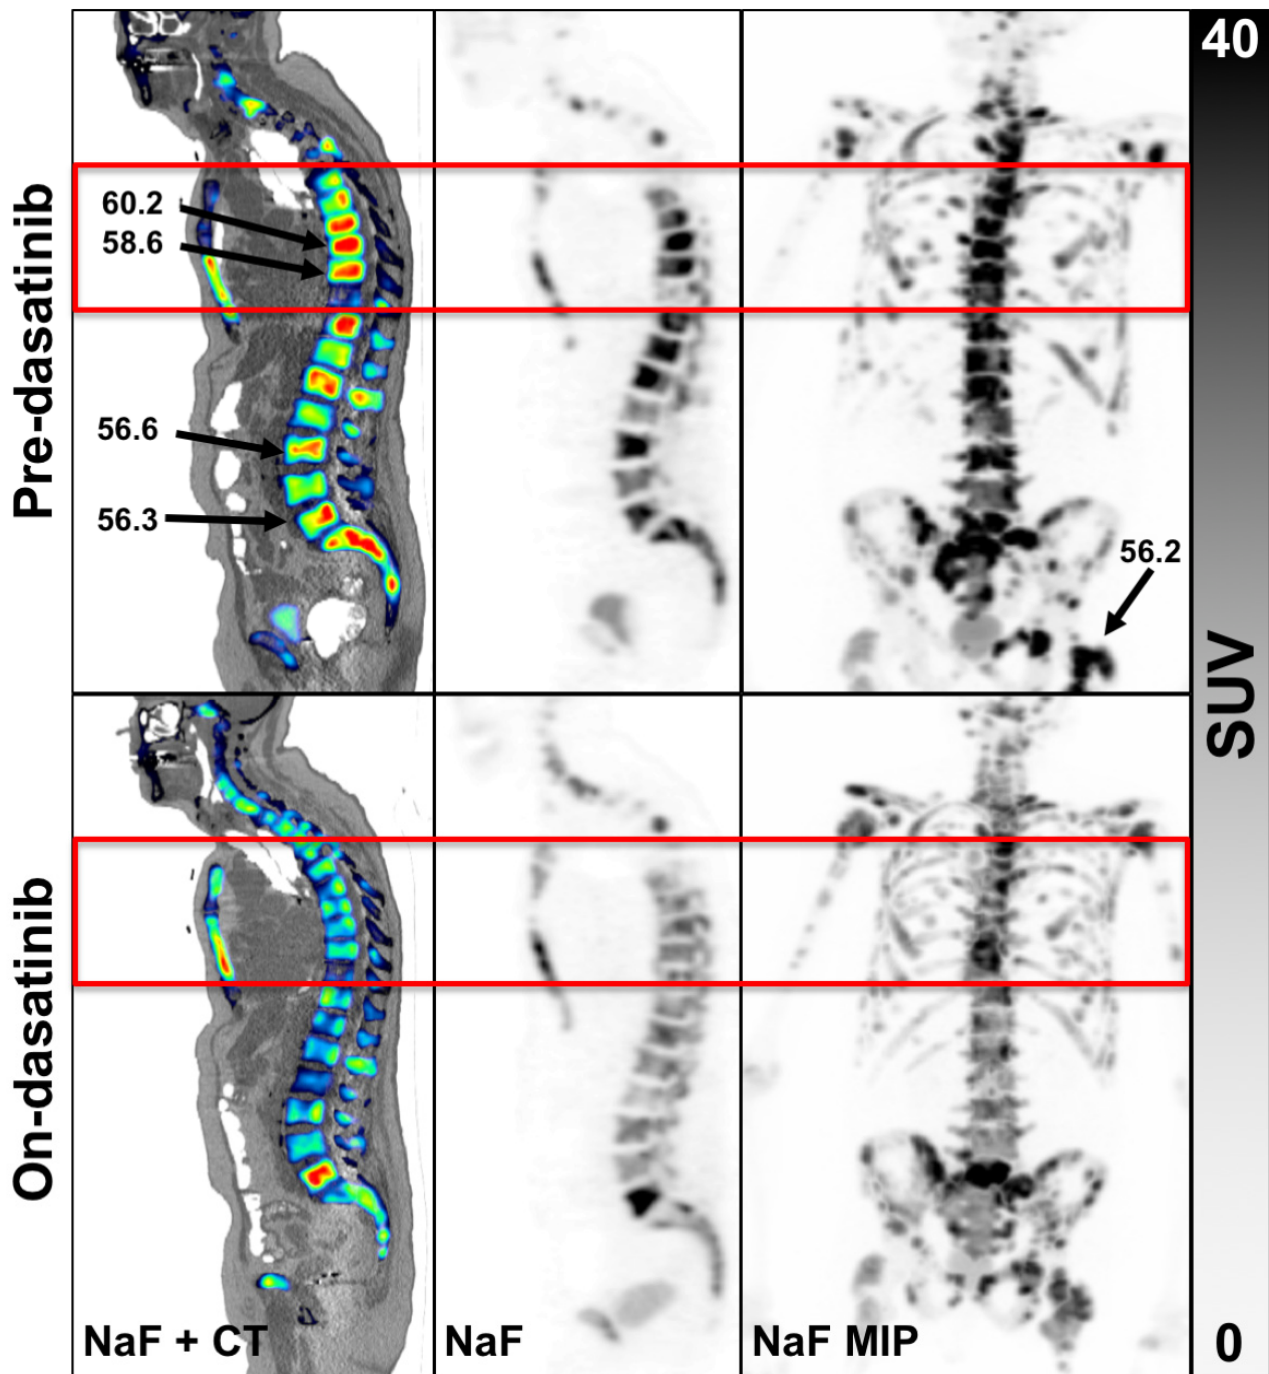 40
Pre-dasatinib
60.2
58.6
56.6
56.3
56.2
SUV
On-dasatinib
NaF + CT
NaF
NaF MIP
0